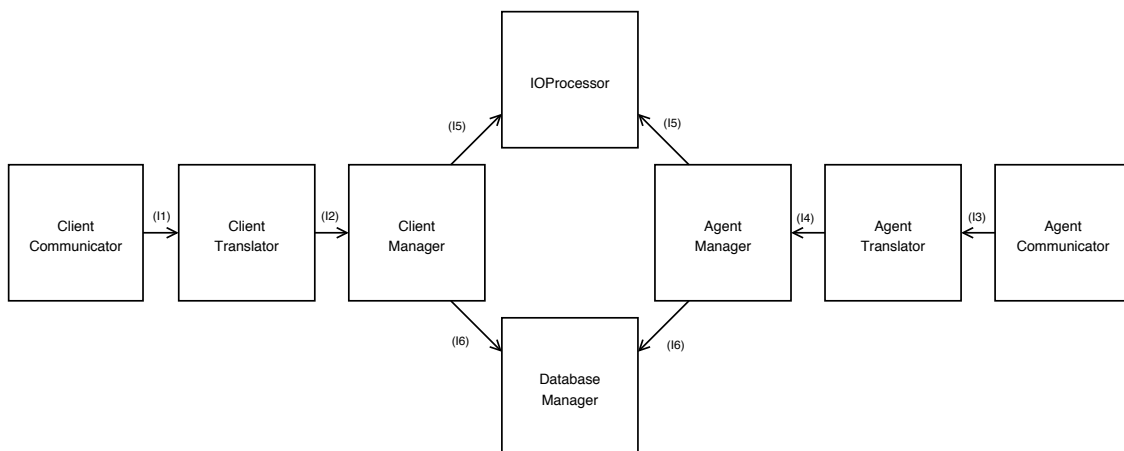 IOProcessor
(I5)
(I5)
Client
Communicator
(I1)
Client
Translator
(I2)
Client
Manager
Agent
Manager
(I4)
Agent
Translator
(I3)
Agent
Communicator
(I6)
(I6)
Database
Manager